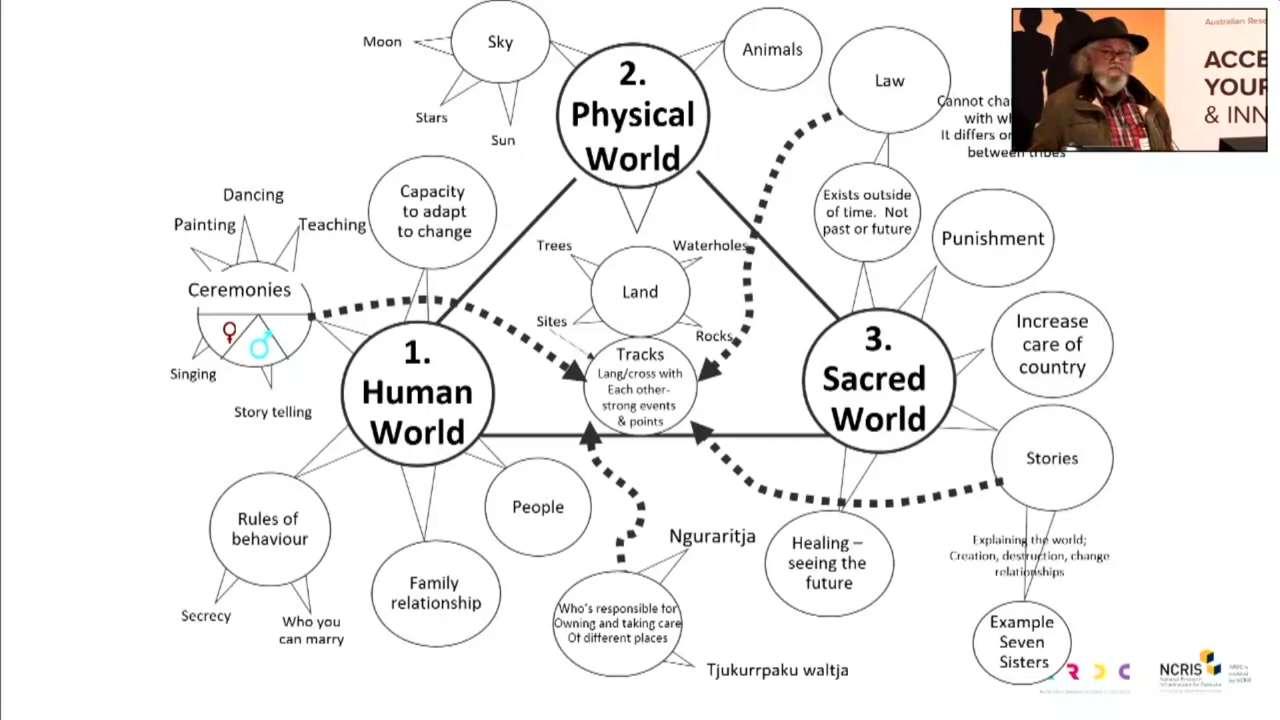 Moon
Sky
Stars
Sun
2.
Physical
World
Animals
Law
Cannot cha
with wh
It differs or
between tribes
Australian Rese
ACCE
YOUR
& INN
Dancing
Painting
Teaching
Ceremonies
♀
♂
Singing
Story telling
Capacity
to adapt
to change
Trees
Waterholes
Land
Sites
Rocks
Exists outside
of time. Not
past or future
Punishment
1.
Human
World
Tracks
Lang/cross with
Each other-
strong events
& points
3.
Sacred
World
Increase
care of
country
Stories
Explaining the world;
Creation, destruction, change
relationships
Example
Seven
Sisters
Rules of
behaviour
Secrecy
Who you
can marry
Family
relationship
People
Nguraritja
Who's responsible for
Owning and taking care
Of different places
Tjukurrpaku waltja
Healing –
seeing the
future
R D C
NCRIS